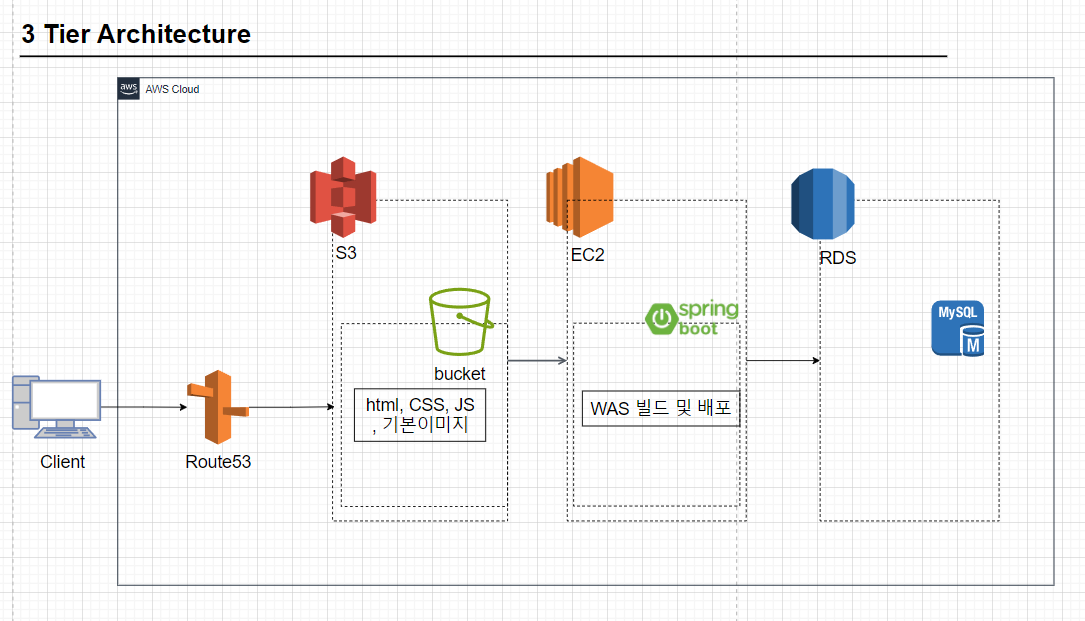 3 Tier Architecture
aws
AWS Cloud
S3
EC2
RDS
spring
boot
MySQL
M
bucket
html, CSS, JS
, 기본이미지
WAS 빌드 및 배포
Client
Route53